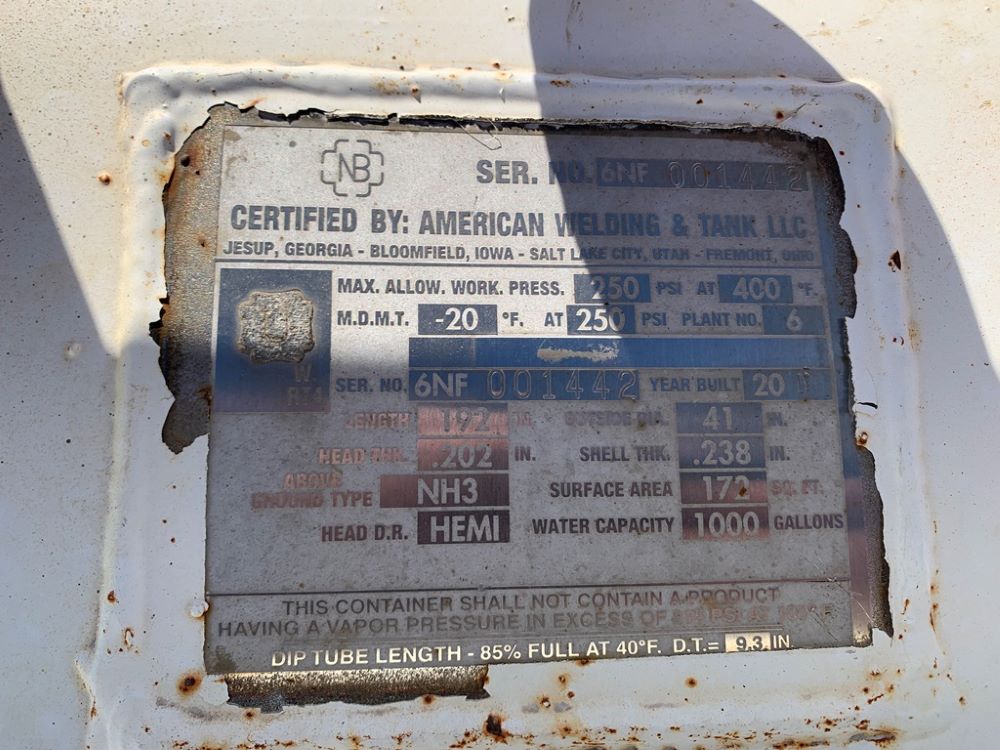 NB
SER. NO. 6NF 001442
CERTIFIED BY: AMERICAN WELDING & TANK LLC
JESUP, GEORGIA - BLOOMFIELD, IOWA - SALT LAKE CITY, UTAH - FREMONT, OHIO
MAX. ALLOW. WORK. PRESS. 250 PSI AT 400 °F.
M.D.M.T. -20 °F. AT 250 PSI PLANT NO. 6
W
SER. NO. 6NF 001442 YEAR BUILT 20
LENGTH 192 IN. OUTSIDE DIA. 41 IN.
HEAD THK. .202 IN. SHELL THK. .238 IN.
ABOVE
GROUND TYPE NH3 SURFACE AREA 172 SQ. FT.
HEAD D.R. HEMI WATER CAPACITY 1000 GALLONS
THIS CONTAINER SHALL NOT CONTAIN A PRODUCT
HAVING A VAPOR PRESSURE IN EXCESS OF
DIP TUBE LENGTH - 85% FULL AT 40°F. D.T.= 9.3 IN.